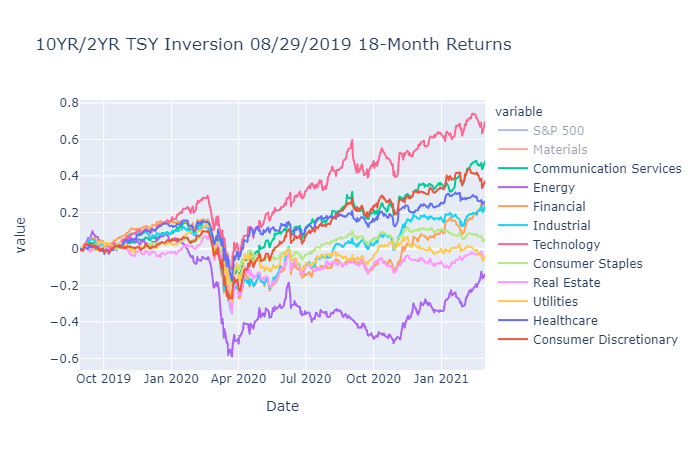 10YR/2YR TSY Inversion 08/29/2019 18-Month Returns
0.8
0.6
0.4
0.2
0
−0.2
−0.4
−0.6
value
Oct 2019
Jan 2020
Apr 2020
Jul 2020
Oct 2020
Jan 2021
Date
variable
S&P 500
Materials
Communication Services
Energy
Financial
Industrial
Technology
Consumer Staples
Real Estate
Utilities
Healthcare
Consumer Discretionary